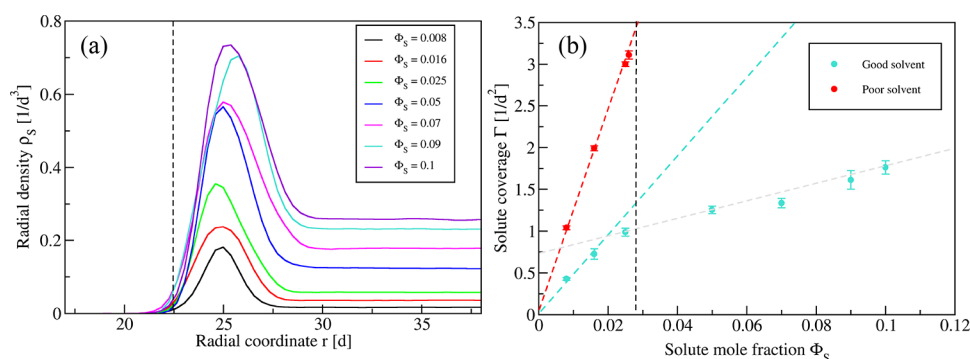 (a)
Radial density ρS [1/d³]
0.8
0.6
0.4
0.2
0
20
25
30
35
Radial coordinate r [d]
ΦS = 0.008
ΦS = 0.016
ΦS = 0.025
ΦS = 0.05
ΦS = 0.07
ΦS = 0.09
ΦS = 0.1
(b)
Solute coverage Γ [1/d²]
3.5
3
2.5
2
1.5
1
0.5
0
0
0.02
0.04
0.06
0.08
0.1
0.12
Solute mole fraction ΦS
Good solvent
Poor solvent